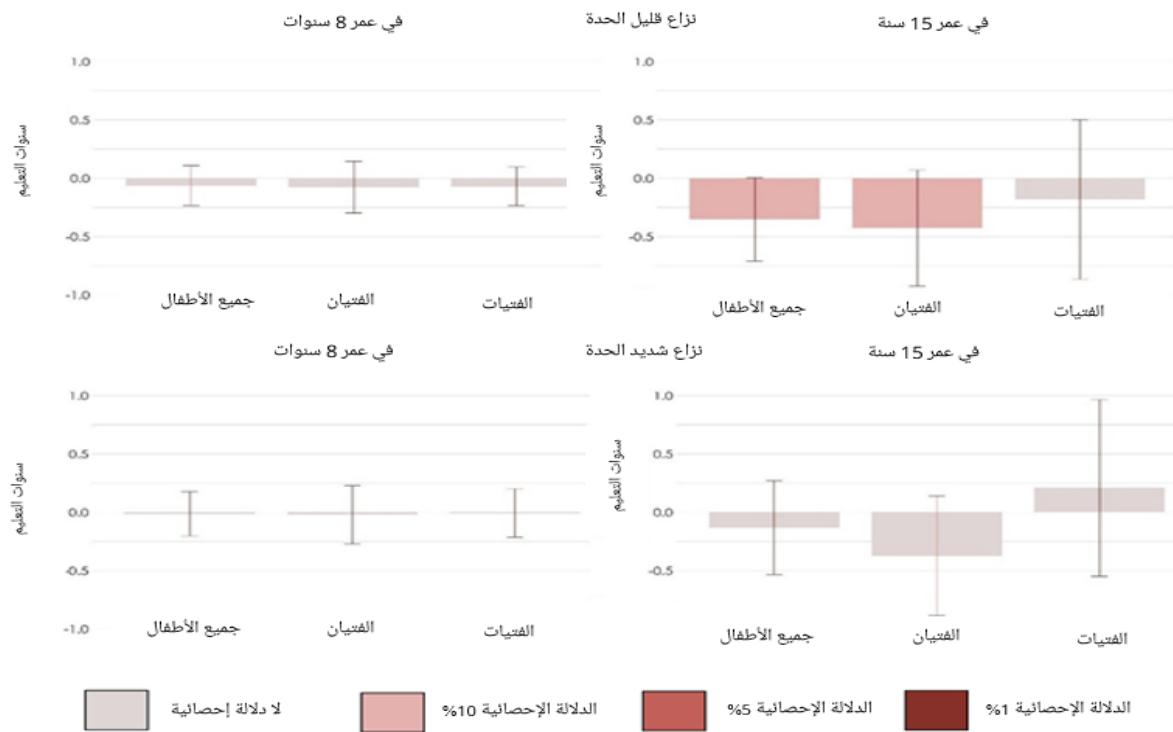 في عمر 8 سنوات
نزاع قليل الحدة
في عمر 15 سنة
1.0
0.5
0.0
-0.5
-1.0
سنوات التعليم
جميع الأطفال
الفتيان
الفتيات
1.0
0.5
0.0
-0.5
سنوات التعليم
جميع الأطفال
الفتيان
الفتيات
في عمر 8 سنوات
نزاع شديد الحدة
في عمر 15 سنة
1.0
0.5
0.0
-0.5
-1.0
سنوات التعليم
جميع الأطفال
الفتيان
الفتيات
1.0
0.5
0.0
-0.5
سنوات التعليم
جميع الأطفال
الفتيان
الفتيات
لا دلالة إحصائية
الدلالة الإحصائية 10%
الدلالة الإحصائية 5%
الدلالة الإحصائية 1%